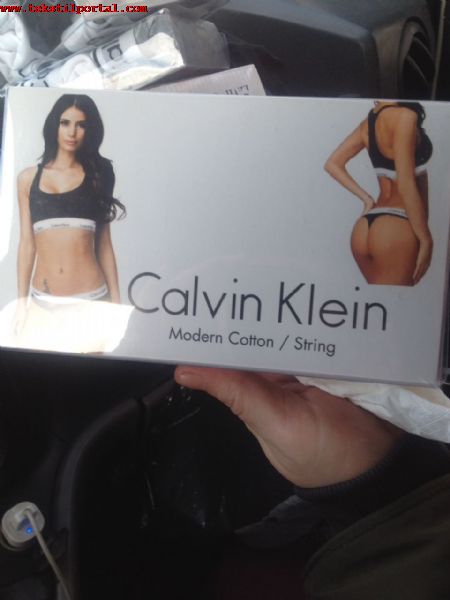 www.tekstilportal.com
Calvin Klein
Modern Cotton / String